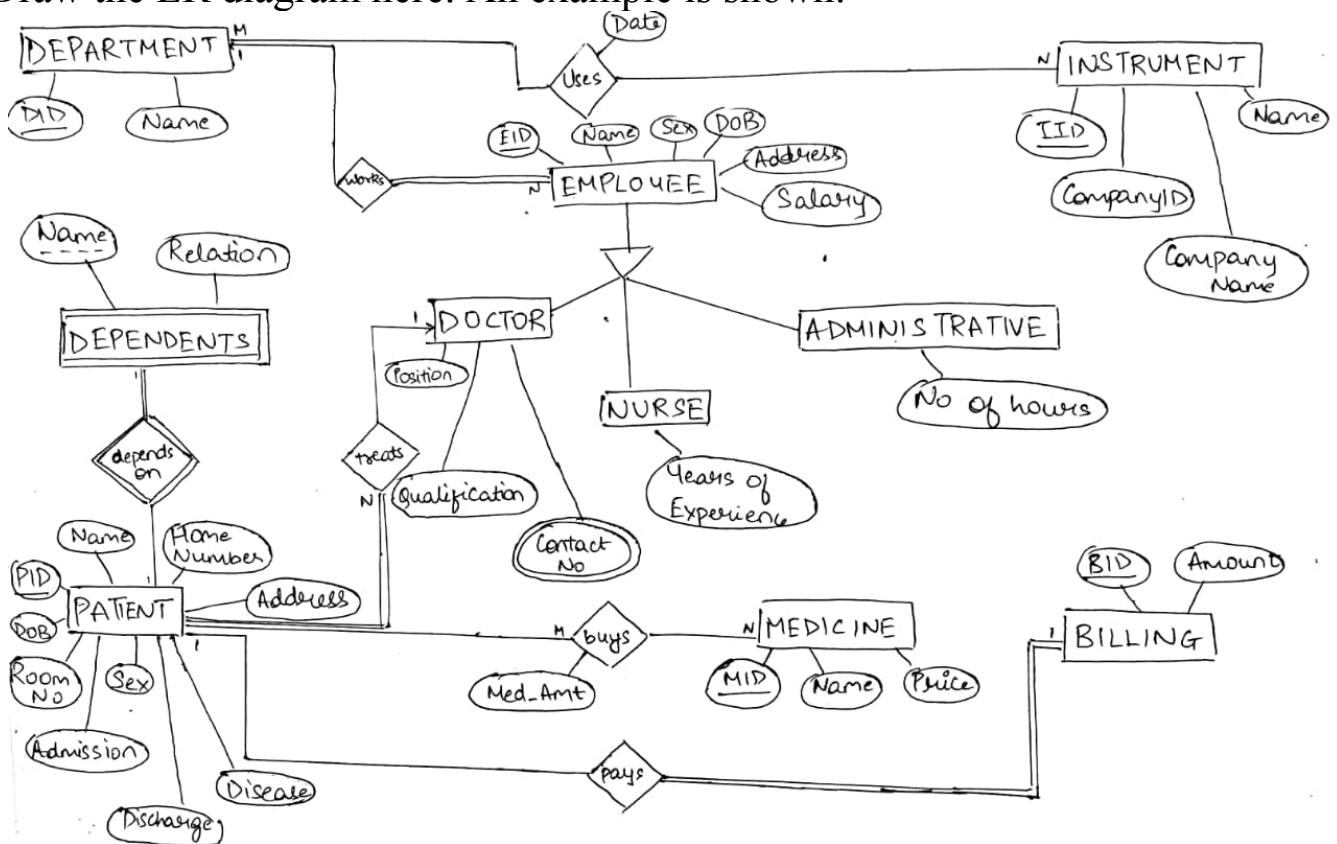 Draw the ER diagram here. An example is shown.
Date
M
DEPARTMENT
1
Uses
N
INSTRUMENT
DID
Name
IID
Name
EID
Name
Sex
DOB
Address
works
N
EMPLOYEE
Salary
CompanyID
Company
Name
Name
Relation
DEPENDENTS
1
1
DOCTOR
ADMINISTRATIVE
Position
No of hours
NURSE
depends
on
treats
N
Qualification
Years of
Experience
Contact
No
Name
Home
Number
1
PID
PATIENT
Address
DOB
1
M
buys
N
MEDICINE
BID
Amount
1
BILLING
Room
No
Sex
Med_Amt
MID
Name
Price
Admission
Disease
pays
Discharge